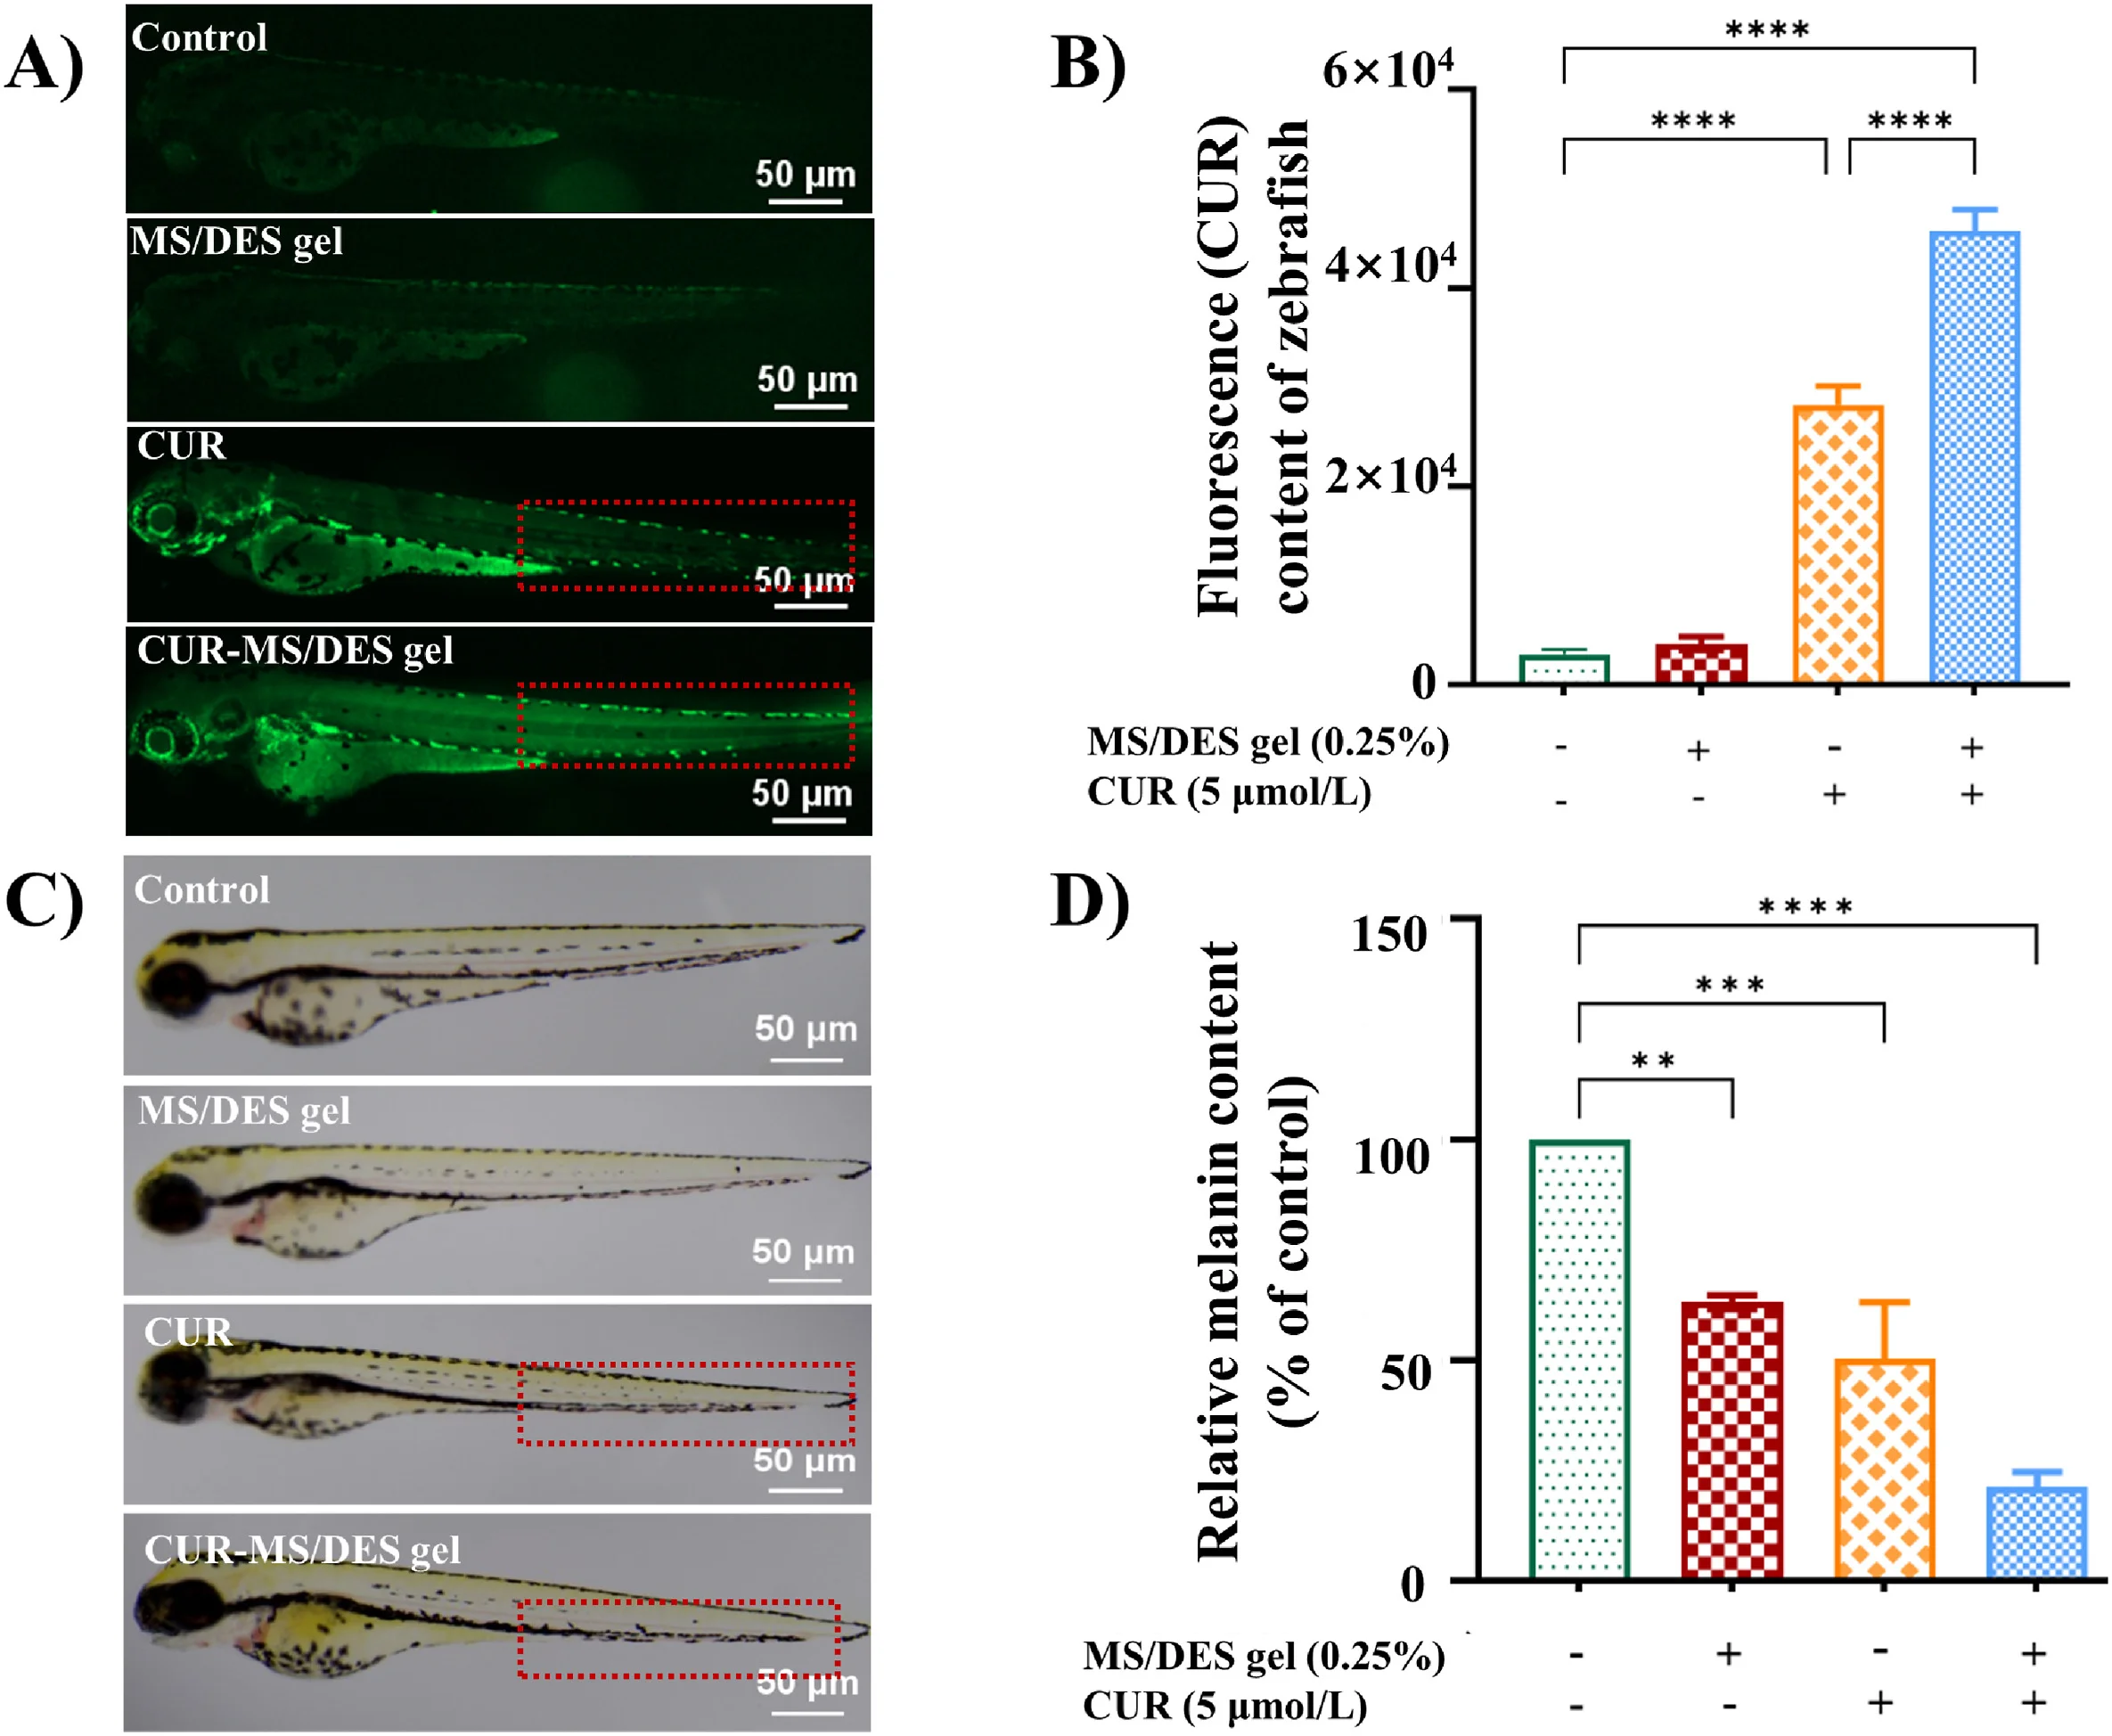 A)
Control
50 µm
MS/DES gel
50 µm
CUR
50 µm
CUR-MS/DES gel
50 µm
B)
Fluorescence (CUR)
content of zebrafish
6×10⁴
4×10⁴
2×10⁴
0
****
**** ****
MS/DES gel (0.25%) - + - +
CUR (5 µmol/L) - - + +
C)
Control
50 µm
MS/DES gel
50 µm
CUR
50 µm
CUR-MS/DES gel
50 µm
D)
Relative melanin content
(% of control)
150
100
50
0
****
***
**
MS/DES gel (0.25%) - + - +
CUR (5 µmol/L) - - + +